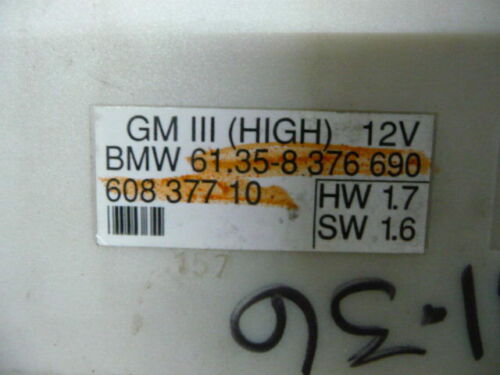 GM III (HIGH) 12V
BMW 61.35-8 376 690
608 377 10
HW 1.7
SW 1.6
157
1.36